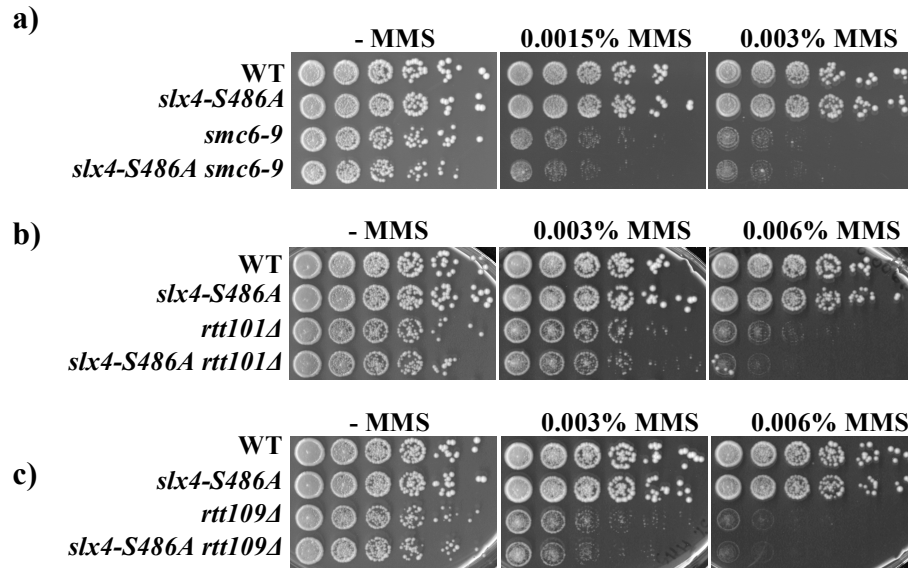 a)
- MMS 0.0015% MMS 0.003% MMS
WT
slx4-S486A
smc6-9
slx4-S486A smc6-9
b)
- MMS 0.003% MMS 0.006% MMS
WT
slx4-S486A
rtt101Δ
slx4-S486A rtt101Δ
- MMS 0.003% MMS 0.006% MMS
WT
c)
slx4-S486A
rtt109Δ
slx4-S486A rtt109Δ